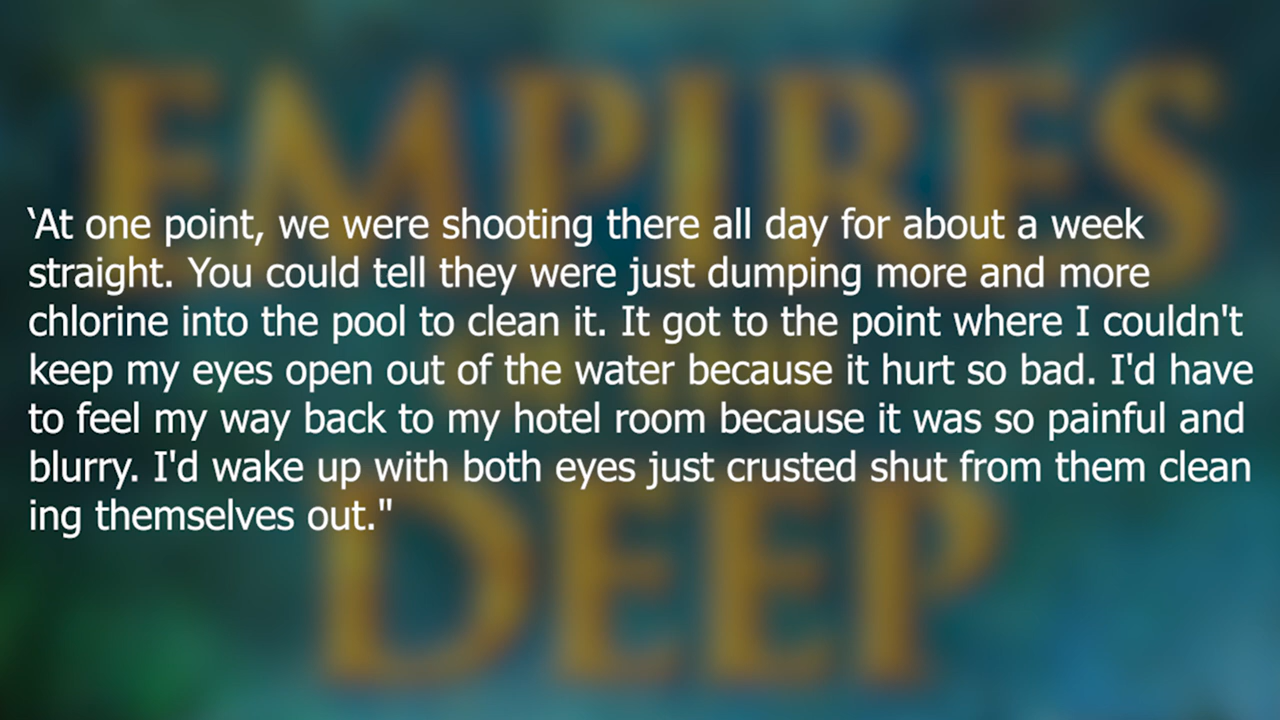 EMPIRES
DEEP
‘At one point, we were shooting there all day for about a week
straight. You could tell they were just dumping more and more
chlorine into the pool to clean it. It got to the point where I couldn't
keep my eyes open out of the water because it hurt so bad. I'd have
to feel my way back to my hotel room because it was so painful and
blurry. I'd wake up with both eyes just crusted shut from them clean
ing themselves out."